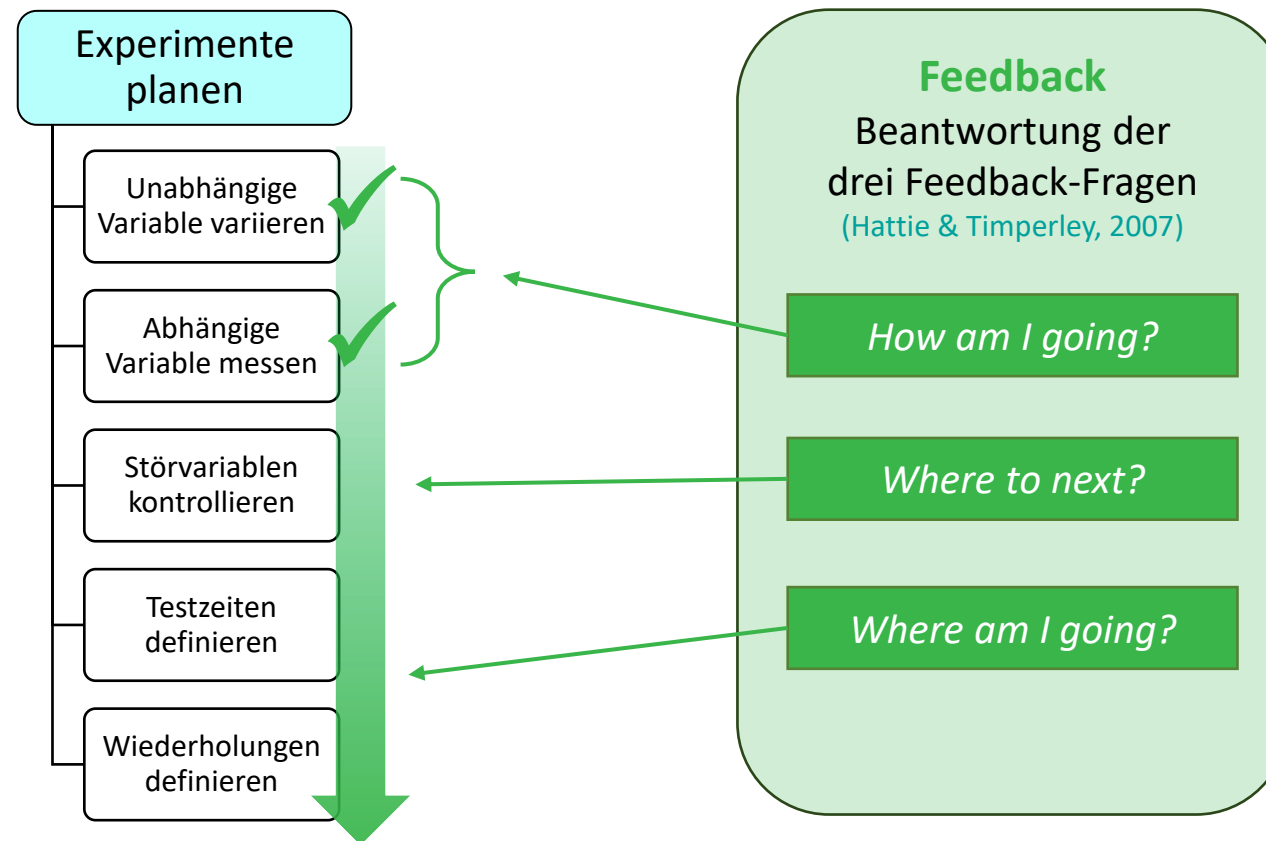 Experimente
planen
Unabhängige
Variable variieren
Abhängige
Variable messen
Störvariablen
kontrollieren
Testzeiten
definieren
Wiederholungen
definieren
Feedback
Beantwortung der
drei Feedback-Fragen
(Hattie & Timperley, 2007)
How am I going?
Where to next?
Where am I going?